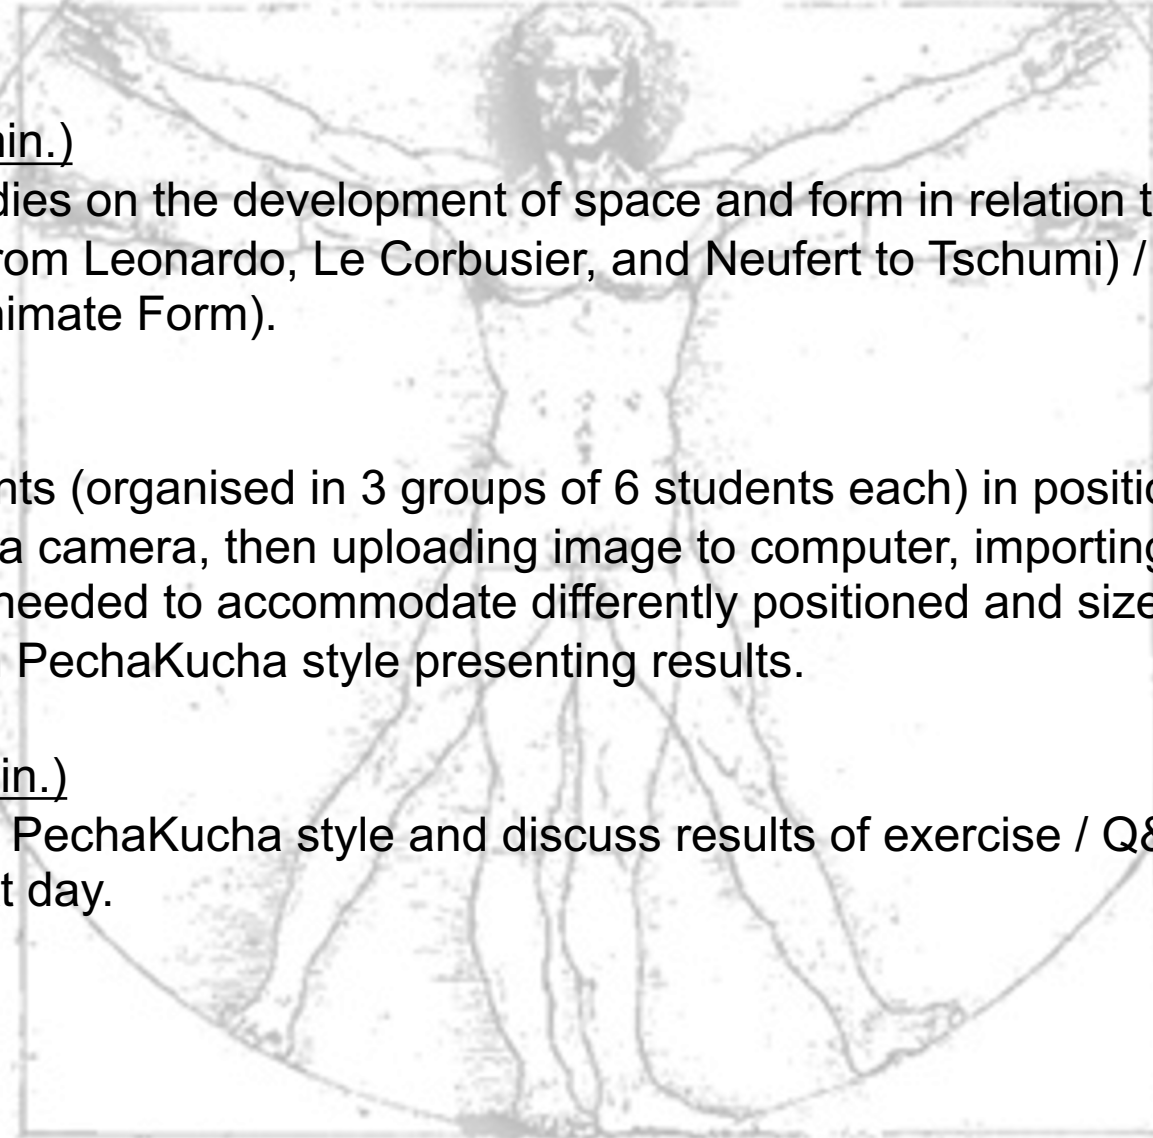 in.)
dies on the development of space and form in relation t
rom Leonardo, Le Corbusier, and Neufert to Tschumi) /
nimate Form).
nts (organised in 3 groups of 6 students each) in positio
a camera, then uploading image to computer, importing
needed to accommodate differently positioned and size
PechaKucha style presenting results.
in.)
PechaKucha style and discuss results of exercise / Q&
t day.